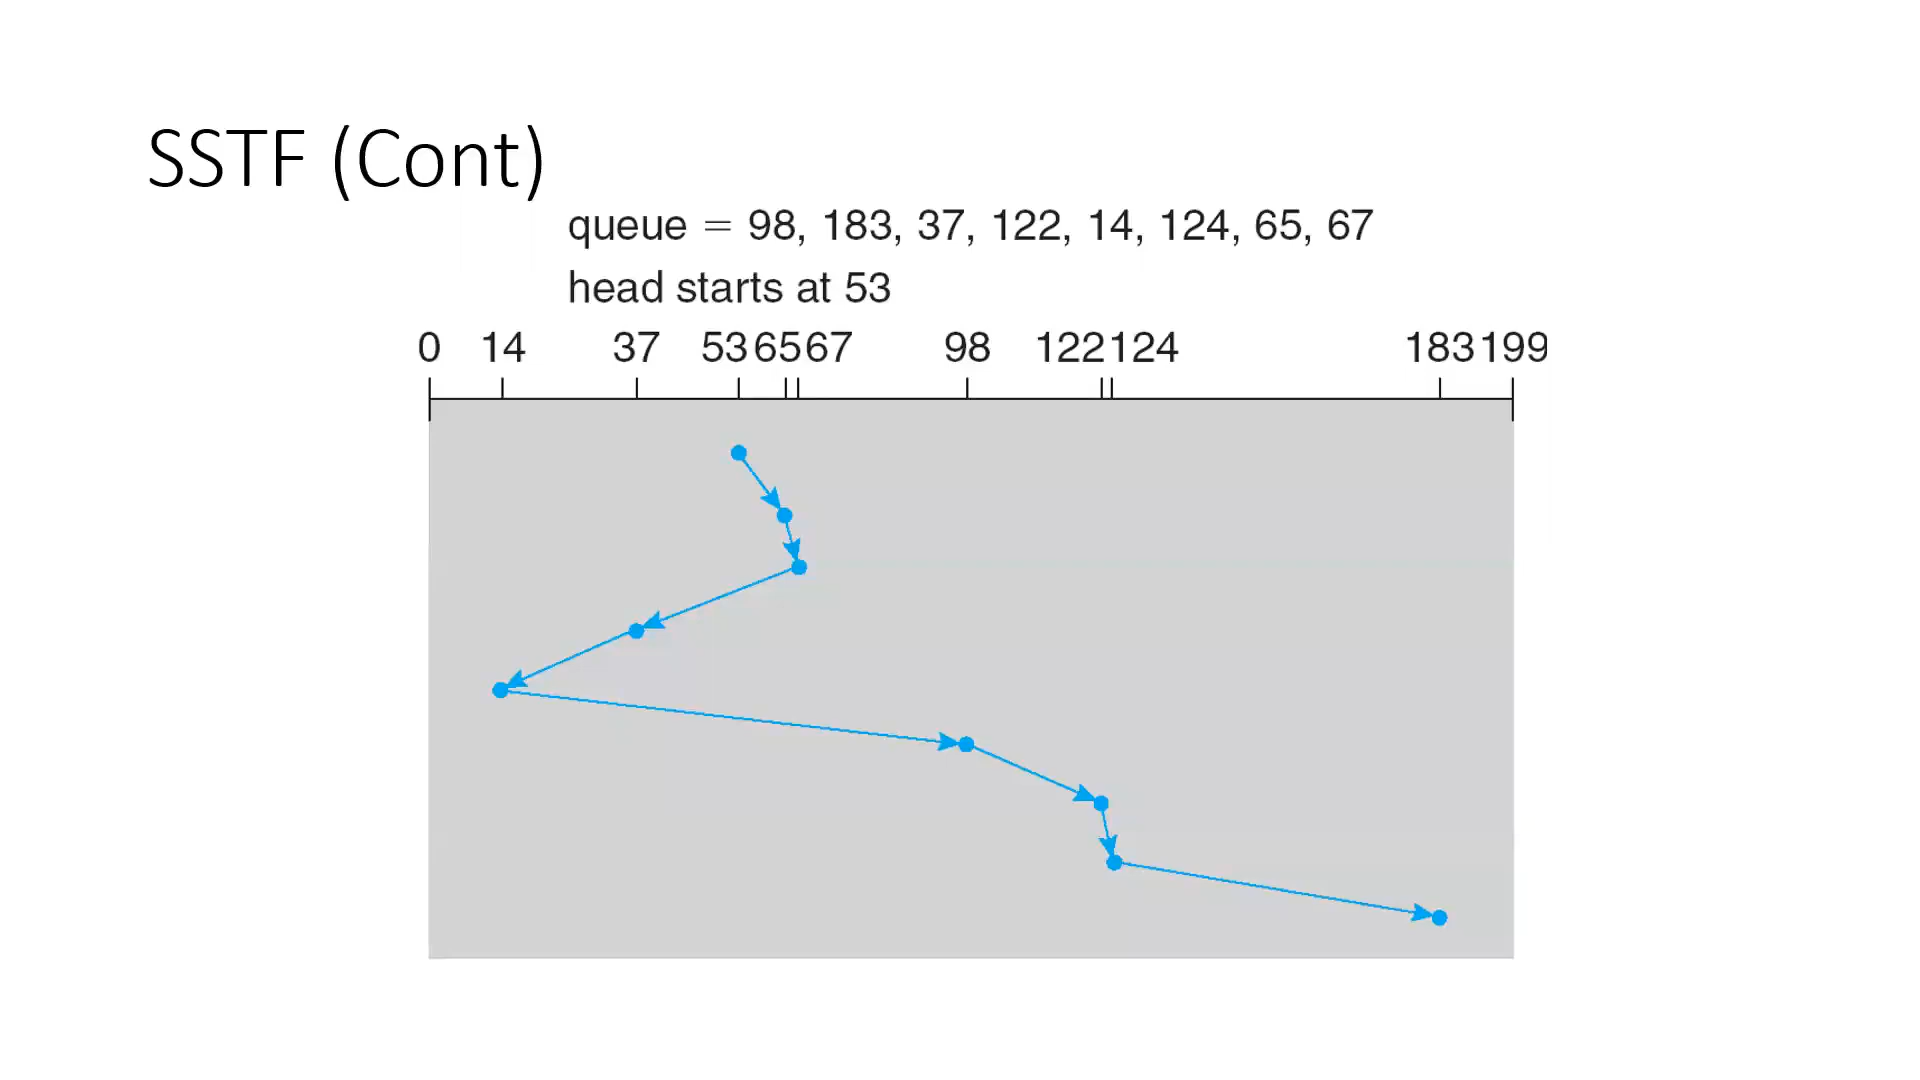 SSTF (Cont)
queue = 98, 183, 37, 122, 14, 124, 65, 67
head starts at 53
0 14 37 53 65 67 98 122 124 183 199